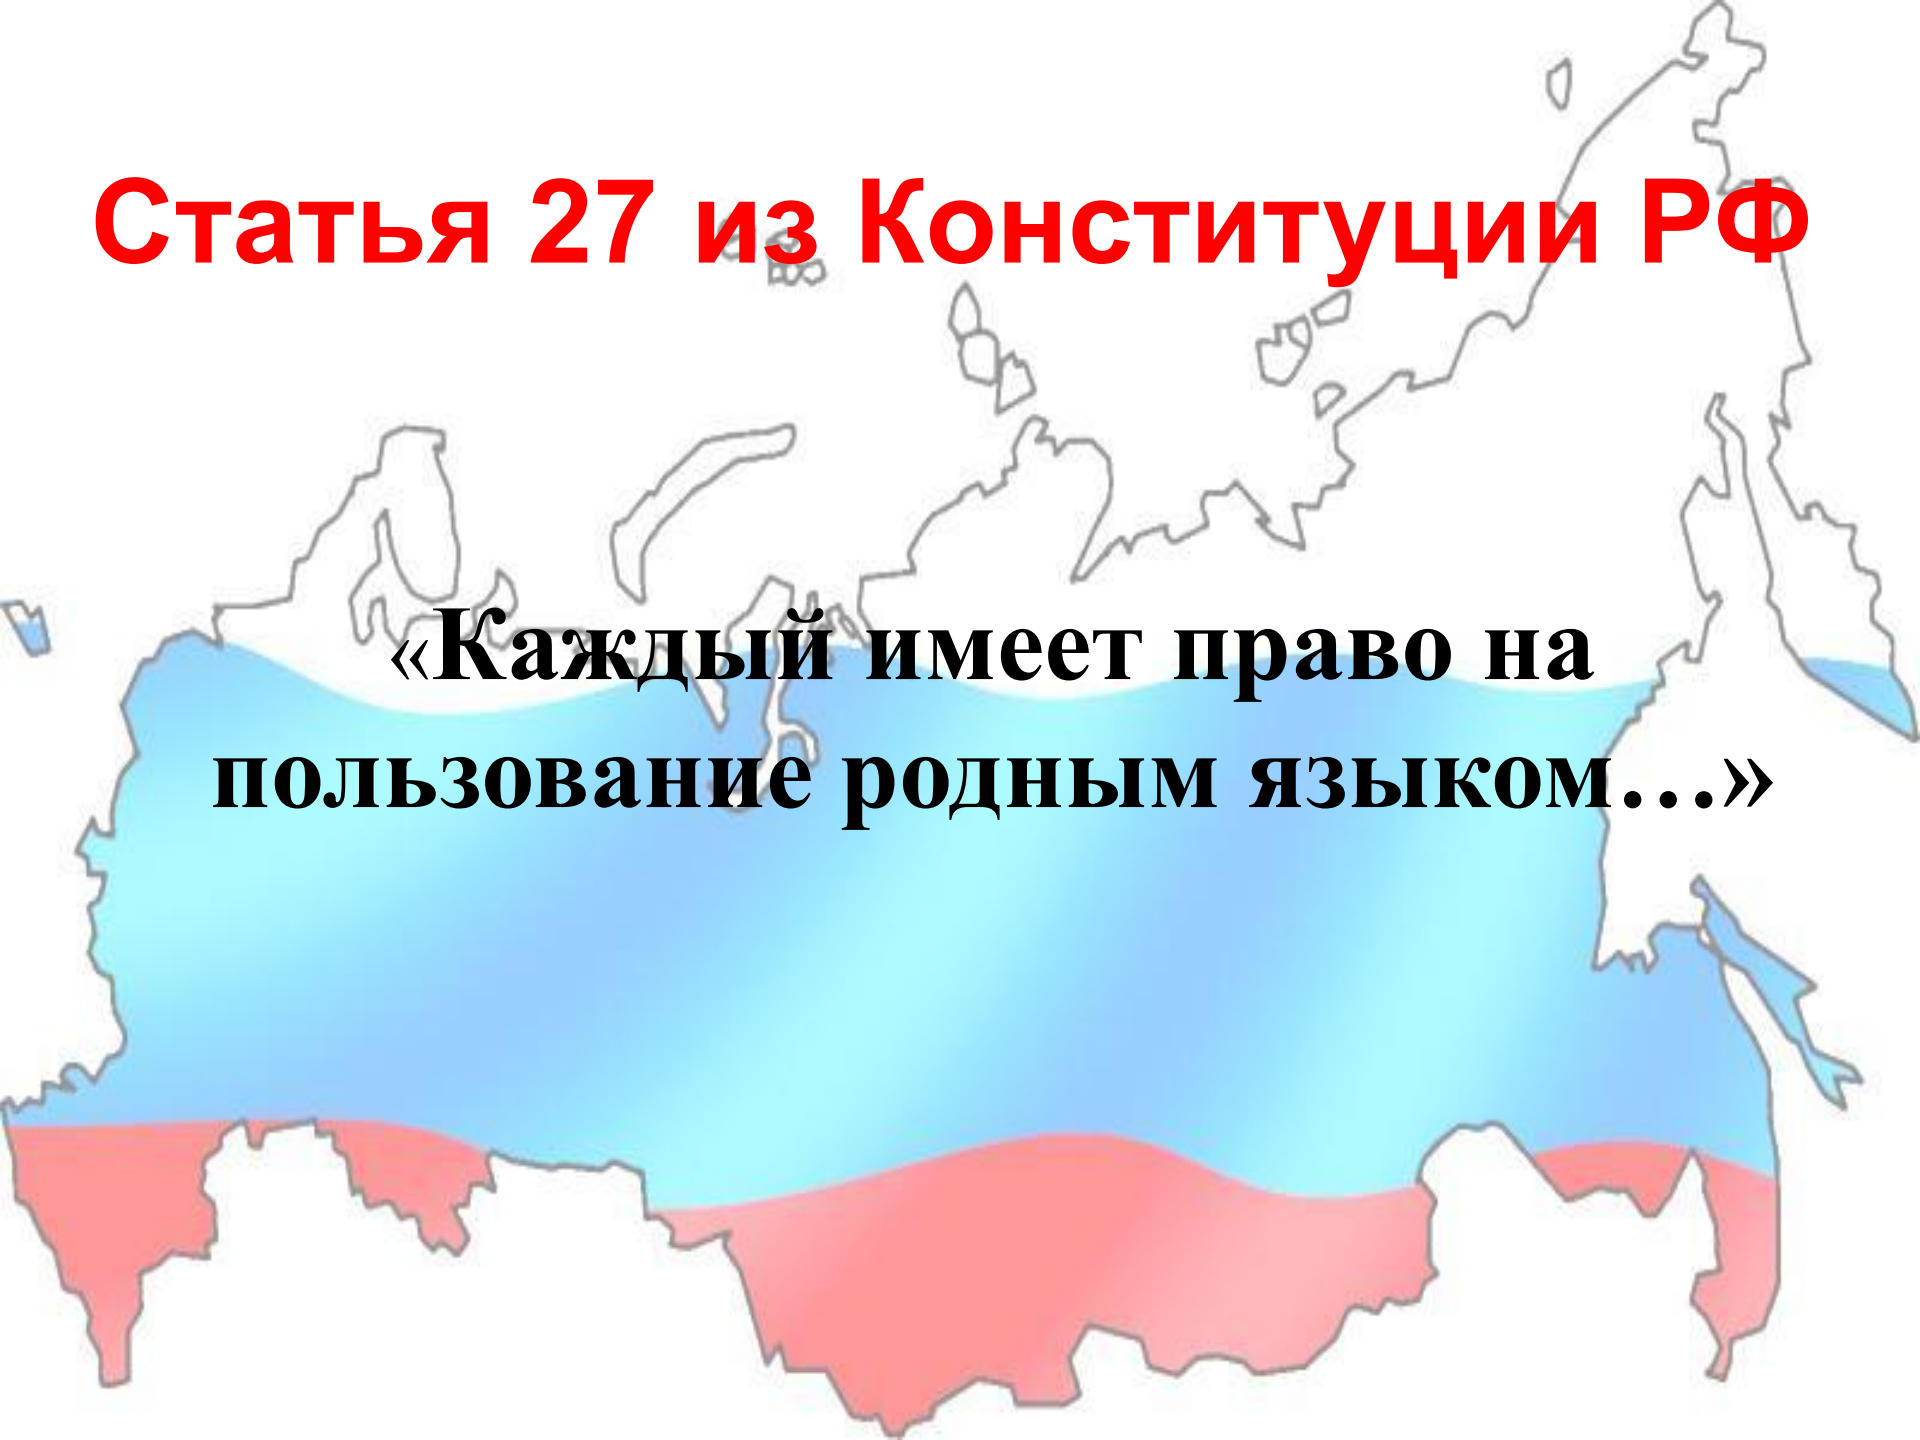 Статья 27 из Конституции РФ
«Каждый имеет право на
пользование родным языком…»